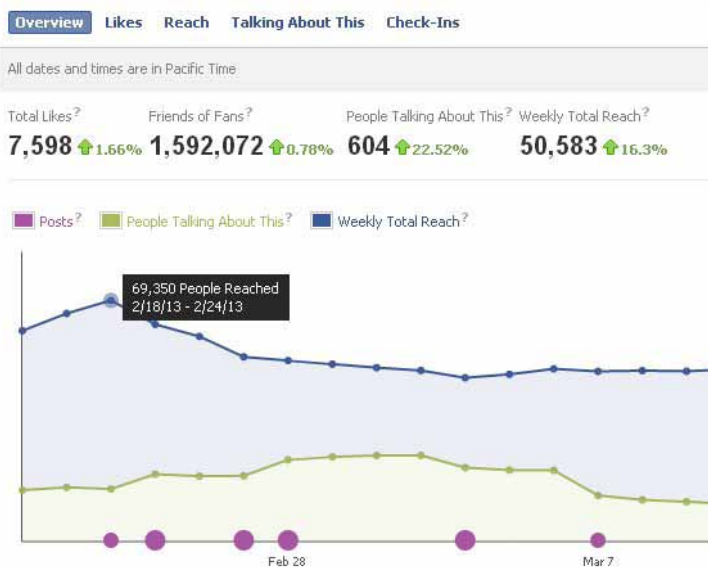 Overview Likes Reach Talking About This Check-Ins
All dates and times are in Pacific Time
Total Likes? Friends of Fans? People Talking About This? Weekly Total Reach?
7,598 1.66% 1,592,072 0.78% 604 22.52% 50,583 16.3%
Posts? People Talking About This? Weekly Total Reach?
69,350 People Reached
2/18/13 - 2/24/13
Feb 28 Mar 7